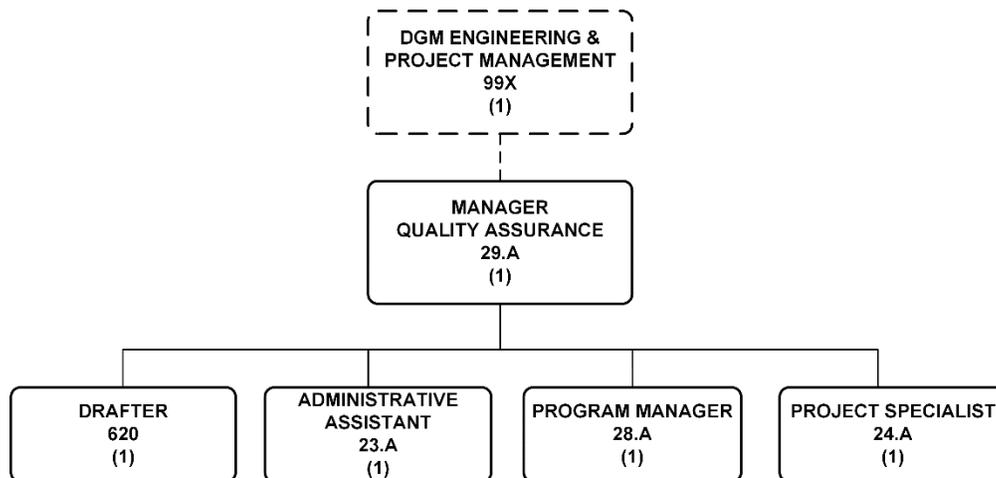 DGM ENGINEERING &
PROJECT MANAGEMENT
99X
(1)
MANAGER
QUALITY ASSURANCE
29.A
(1)
DRAFTER
620
(1)
ADMINISTRATIVE
ASSISTANT
23.A
(1)
PROGRAM MANAGER
28.A
(1)
PROJECT SPECIALIST
24.A
(1)